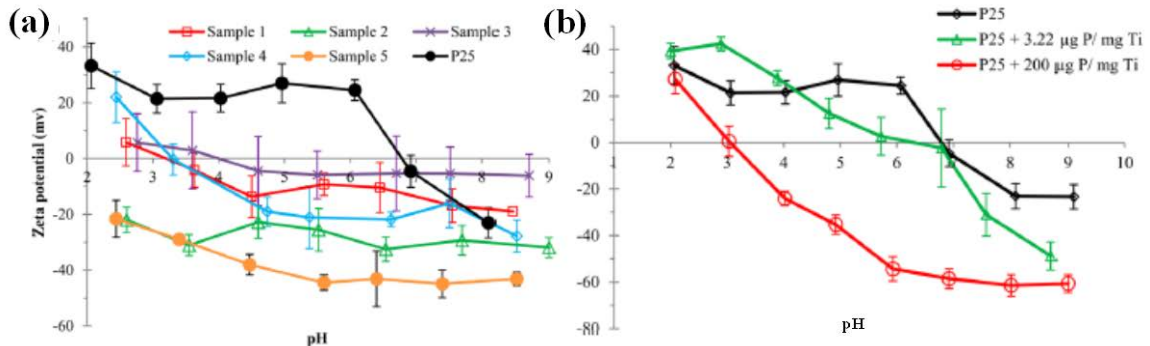 (a)
Sample 1 Sample 2 Sample 3
Sample 4 Sample 5 P25
Zeta potential (mv)
40
20
0
-20
-40
-60
2 3 4 5 6 7 8 9
pH
(b)
P25
P25 + 3.22 µg P/ mg Ti
P25 + 200 µg P/ mg Ti
40
20
0
-20
-40
-60
-80
0 1 2 3 4 5 6 7 8 9 10
pH